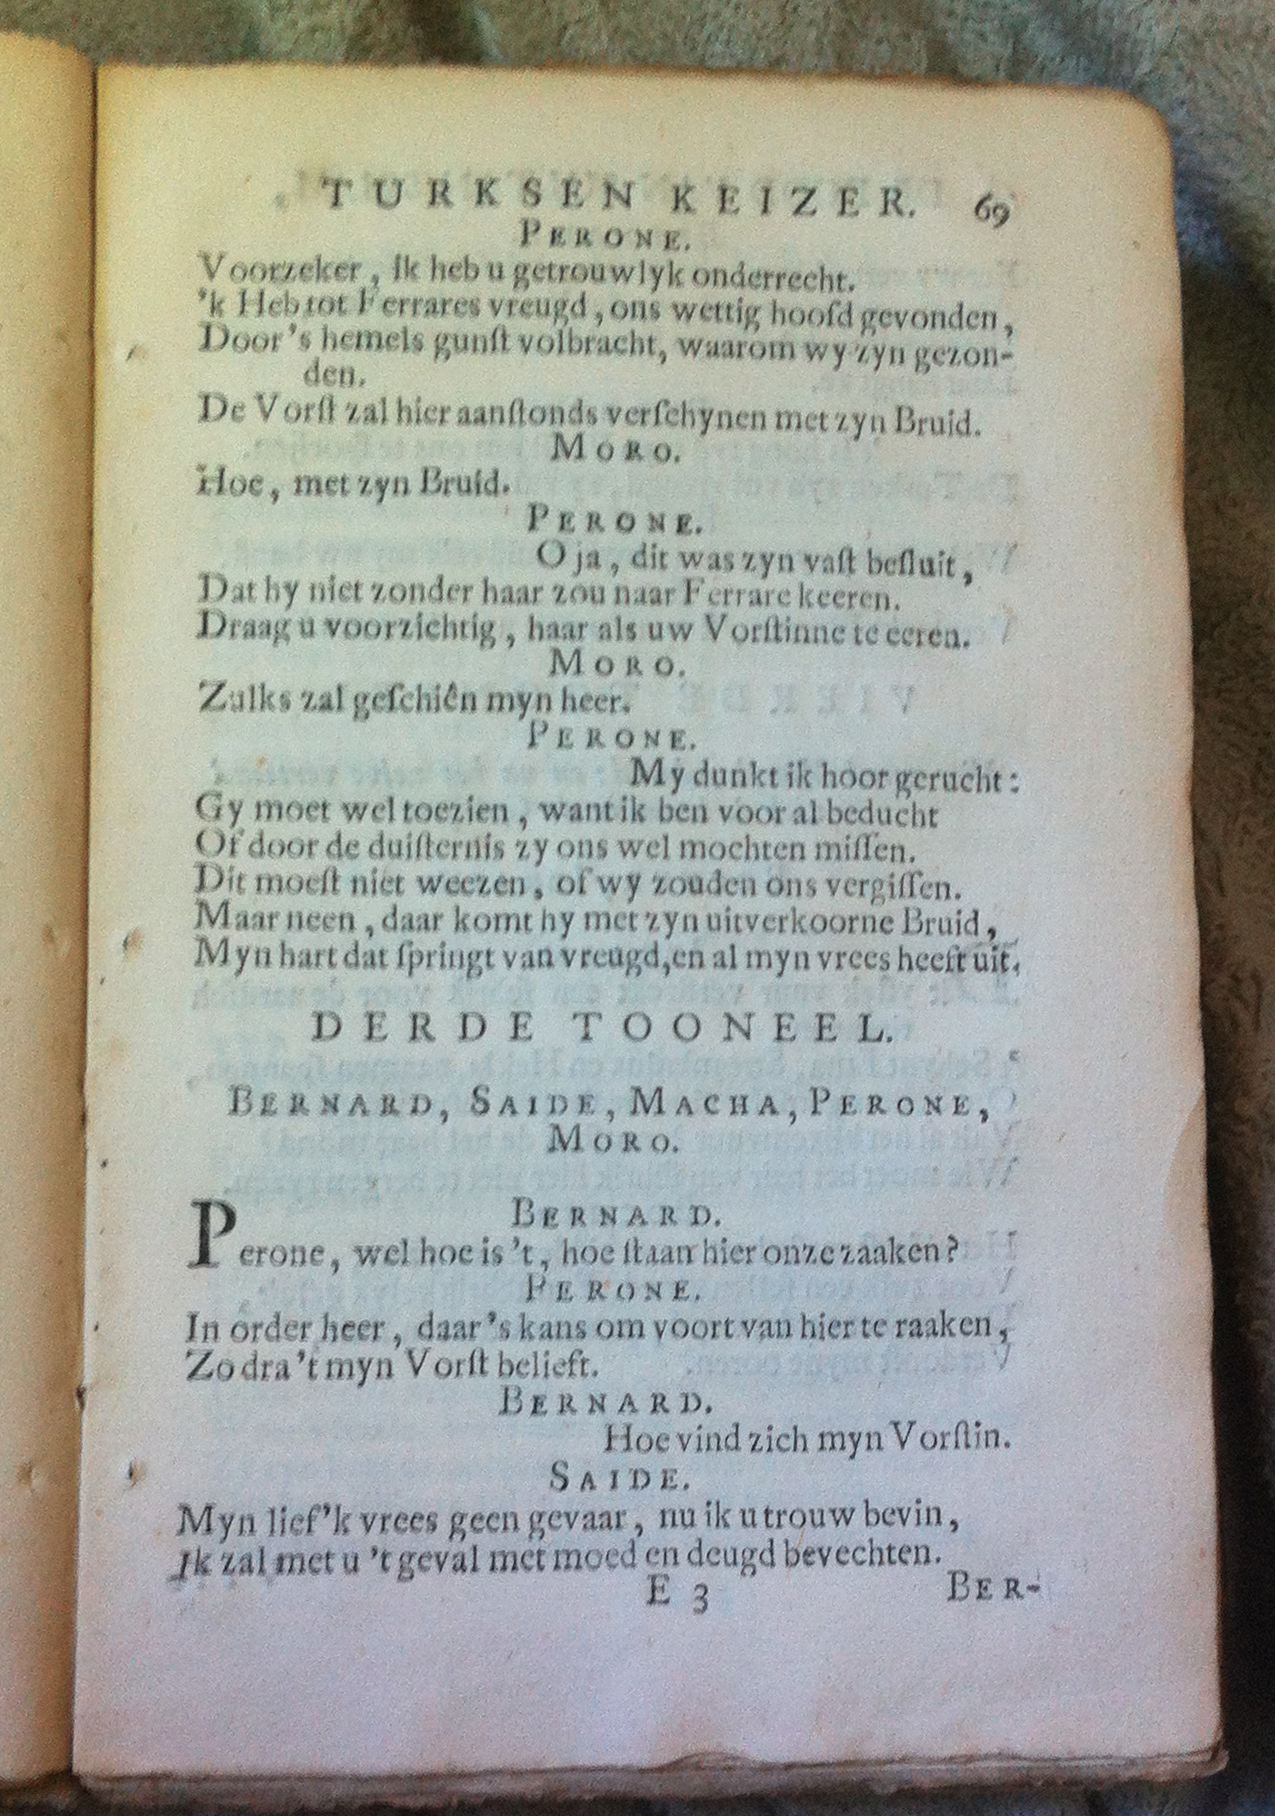 TURKSEN KEIZER. 69
PERONE.
Voorzeker, ik heb u getrouwlyk onderrecht.
'k Heb tot Ferrares vreugd, ons wettig hoofd gevonden,
Door's hemels gunſt volbracht, waarom wy zyn gezon-
den.
De Vorſt zal hier aanſtonds verſchynen met zyn Bruid.
MORO.
Hoe, met zyn Bruid.
PERONE.
O ja, dit was zyn vaſt beſluit,
Dat hy niet zonder haar zou naar Ferrare keeren.
Draag u voorzichtig, haar als uw Vorſtinne te eeren.
MORO.
Zulks zal geſchiên myn heer.
PERONE.
My dunkt ik hoor gerucht:
Gy moet wel toezien, want ik ben voor al beducht
Of door de duiſternis zy ons wel mochten miſſen.
Dit moeſt niet weezen, of wy zouden ons vergiſſen.
Maar neen, daar komt hy met zyn uitverkoorne Bruid,
Myn hart dat ſpringt van vreugd, en al myn vrees heeft uit.
DERDE TOONEEL.
BERNARD, SAIDE, MACHA, PERONE,
MORO.
BERNARD.
Perone, wel hoe is 't, hoe ſtaan hier onze zaaken?
PERONE.
In order heer, daar's kans om voort van hier te raaken,
Zo dra 't myn Vorſt belieft.
BERNARD.
Hoe vind zich myn Vorſtin.
SAIDE.
Myn lief 'k vrees geen gevaar, nu ik u trouw bevin,
Ik zal met u 't geval met moed en deugd bevechten.
E 3 BER-